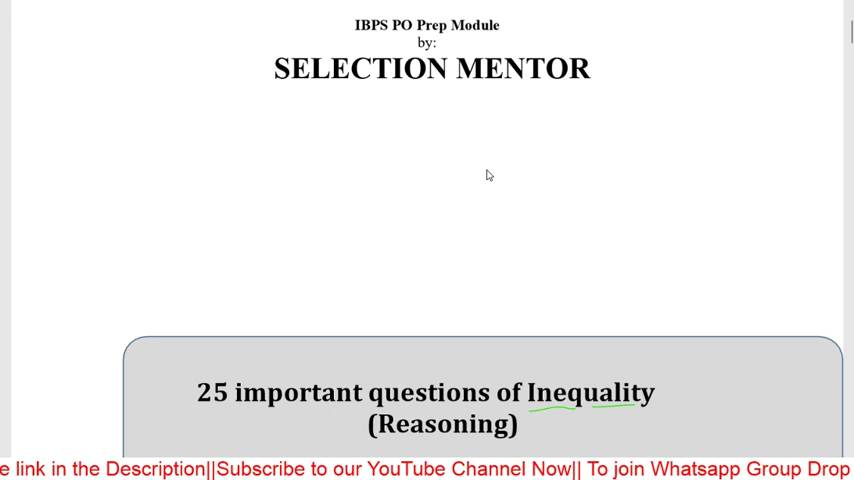 IBPS PO Prep Module
by:
SELECTION MENTOR
25 important questions of Inequality
(Reasoning)
e link in the Description||Subscribe to our YouTube Channel Now|| To join Whatsapp Group Drop